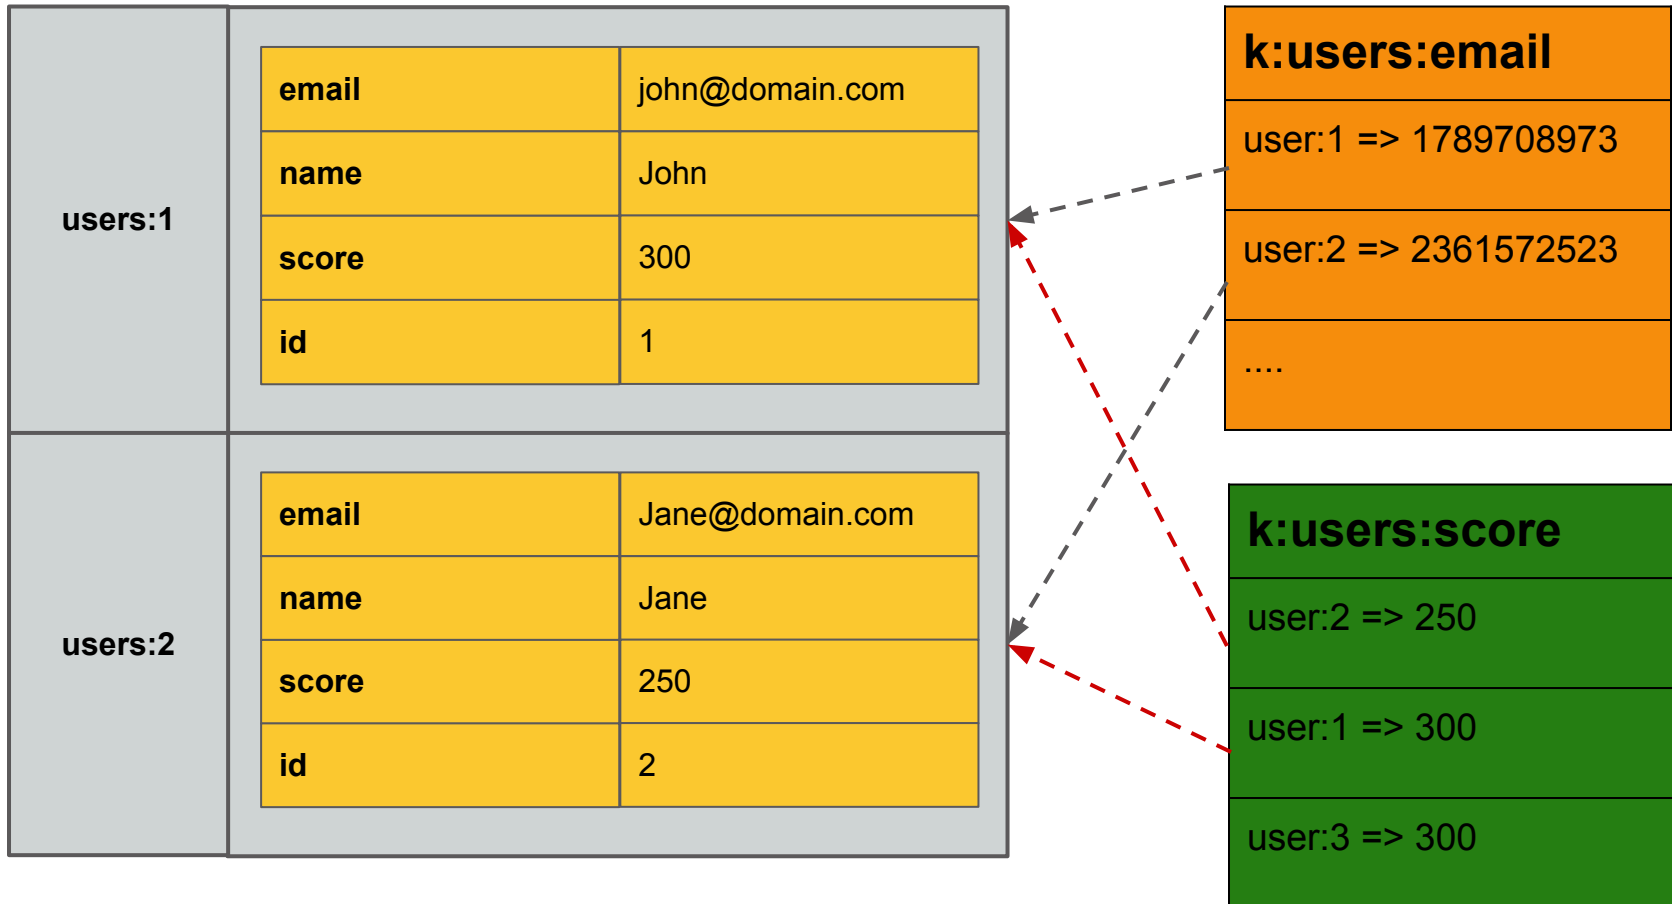 users:1
email john@domain.com
name John
score 300
id 1
users:2
email Jane@domain.com
name Jane
score 250
id 2
k:users:email
user:1 => 1789708973
user:2 => 2361572523
....
k:users:score
user:2 => 250
user:1 => 300
user:3 => 300